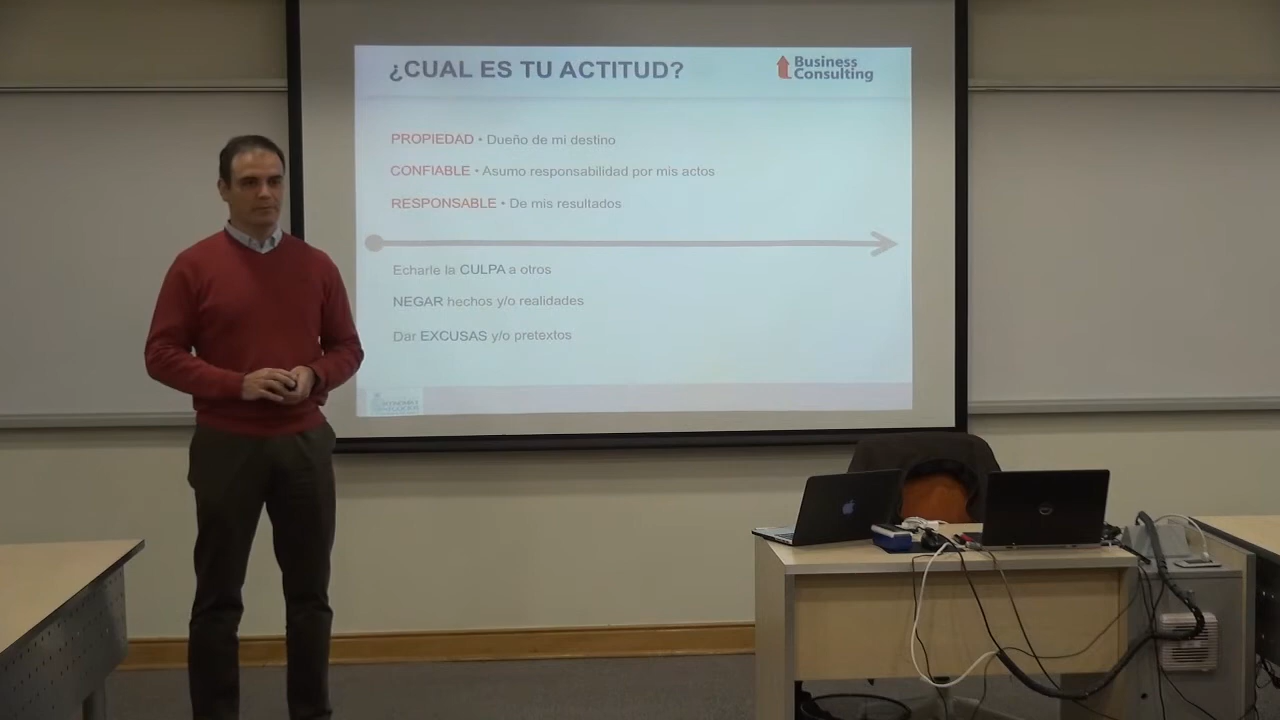 ¿CUAL ES TU ACTITUD?
Business
Consulting
PROPIEDAD • Dueño de mi destino
CONFIABLE • Asumo responsabilidad por mis actos
RESPONSABLE • De mis resultados
Echarle la CULPA a otros
NEGAR hechos y/o realidades
Dar EXCUSAS y/o pretextos